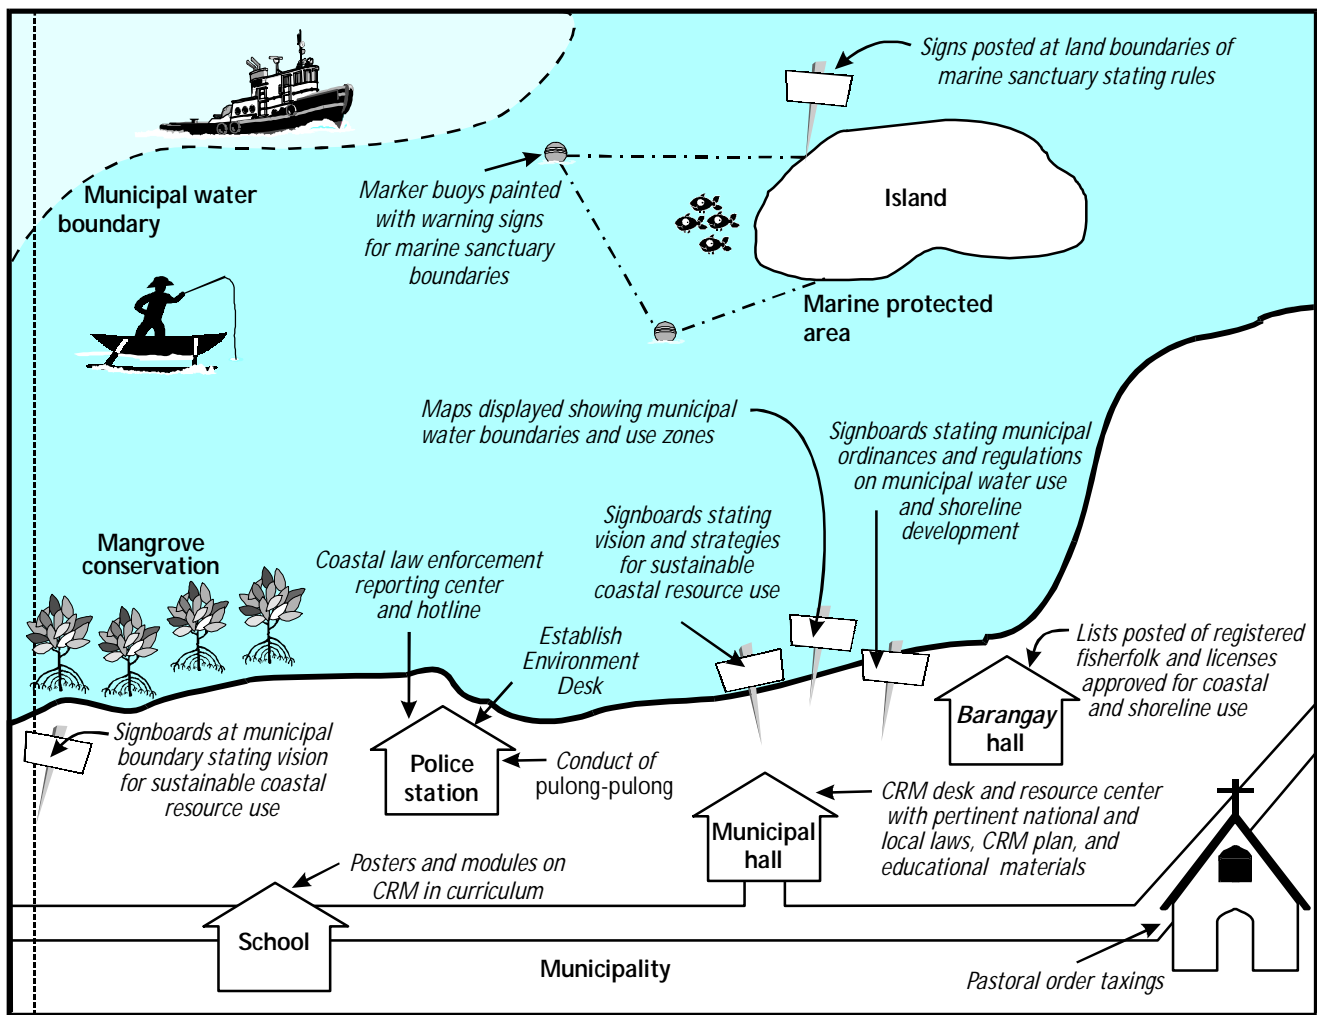 Signs posted at land boundaries of
marine sanctuary stating rules
Municipal water
boundary
Marker buoys painted
with warning signs
for marine sanctuary
boundaries
Island
Marine protected
area
Maps displayed showing municipal
water boundaries and use zones
Signboards stating municipal
ordinances and regulations
on municipal water use
and shoreline
development
Signboards stating
vision and strategies
for sustainable
coastal resource use
Mangrove
conservation
Coastal law enforcement
reporting center
and hotline
Establish
Environment
Desk
Lists posted of registered
fisherfolk and licenses
approved for coastal
and shoreline use
Barangay
hall
Signboards at municipal
boundary stating vision
for sustainable coastal
resource use
Police
station
Conduct of
pulong-pulong
Municipal
hall
CRM desk and resource center
with pertinent national and
local laws, CRM plan, and
educational materials
Posters and modules on
CRM in curriculum
School
Municipality
Pastoral order taxings